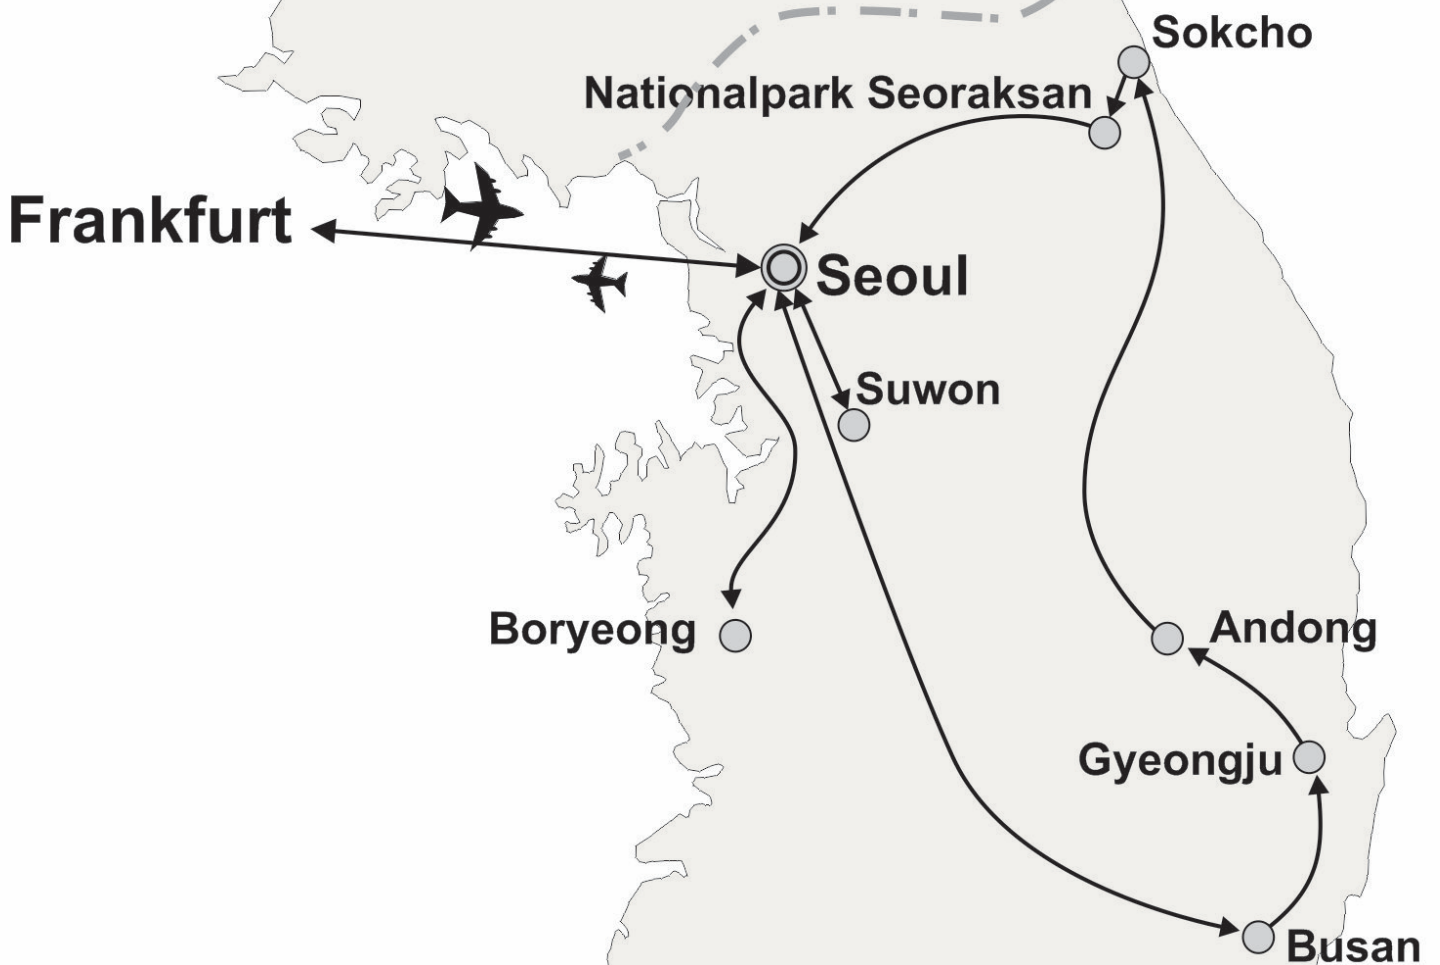 Sokcho
Nationalpark Seoraksan
Frankfurt
Seoul
Suwon
Boryeong
Andong
Gyeongju
Busan